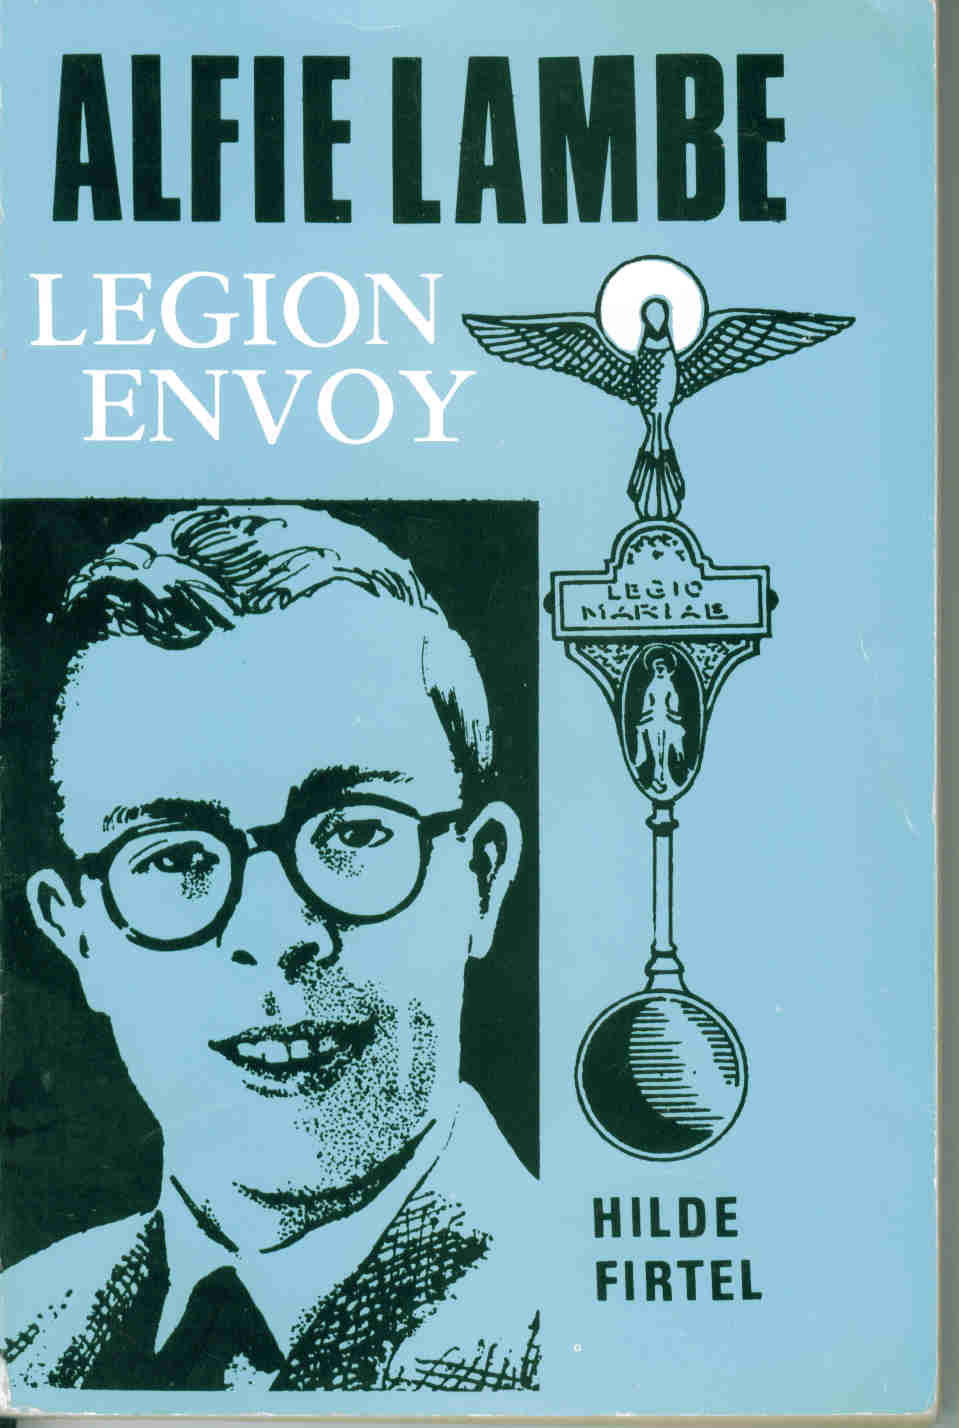 ALFIE LAMBE
LEGION
ENVOY
LEGIO
MARIAE
HILDE
FIRTEL